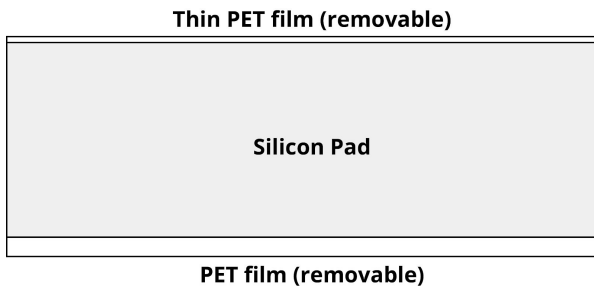 Thin PET film (removable)
Silicon Pad
PET film (removable)